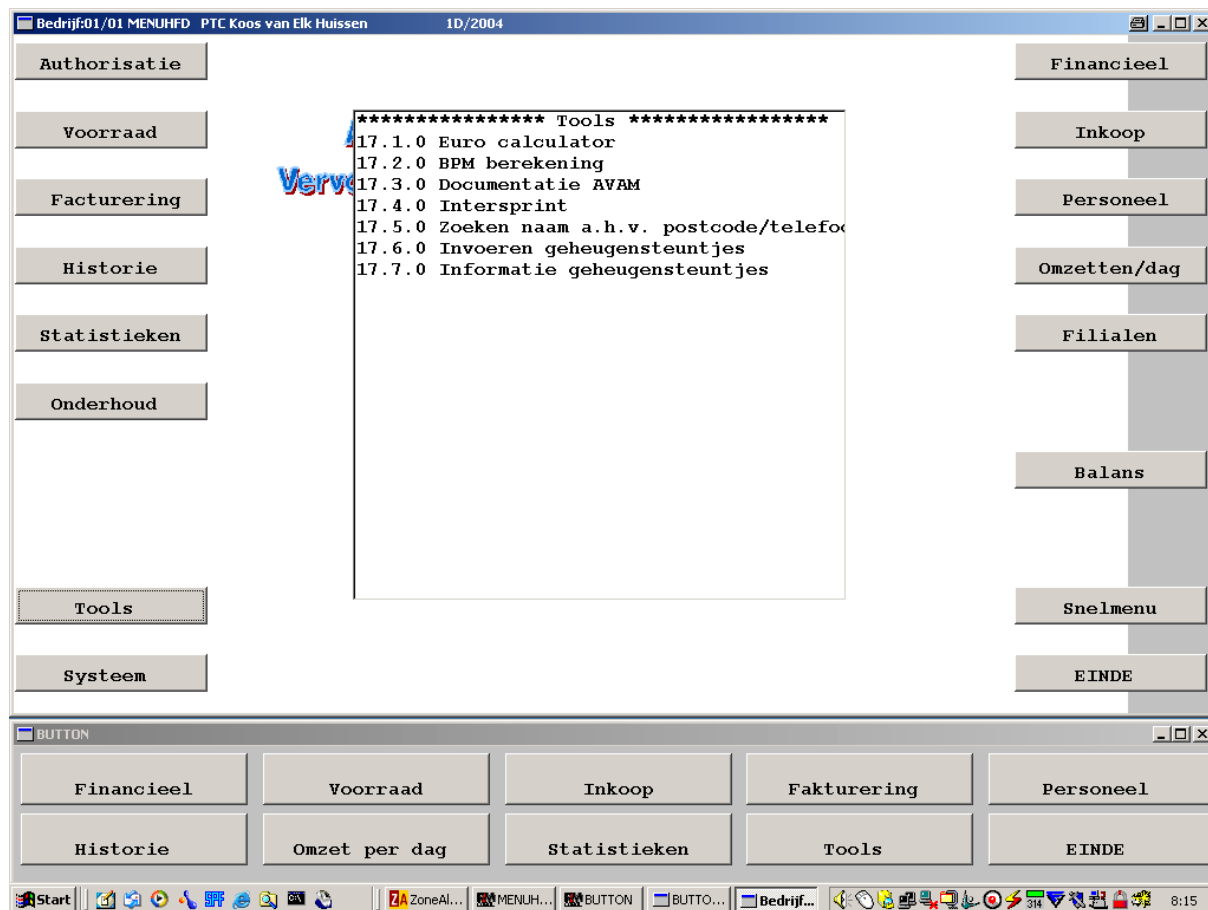 Bedrijf:01/01 MENUHFD PTC Koos van Elk Huissen 1D/2004
Authorisatie
Financieel
**************** Tools *****************
Voorraad
17.1.0 Euro calculator
Inkoop
17.2.0 BPM berekening
17.3.0 Documentatie AVAM
Facturering
17.4.0 Intersprint
Personeel
17.5.0 Zoeken naam a.h.v. postcode/telefo
17.6.0 Invoeren geheugensteuntjes
Historie
17.7.0 Informatie geheugensteuntjes
Omzetten/dag
Statistieken
Filialen
Onderhoud
Balans
Tools
Snelmenu
Systeem
EINDE
BUTTON
Financieel Voorraad Inkoop Fakturering Personeel
Historie Omzet per dag Statistieken Tools EINDE
Start ZA ZoneAl... MENUH... BUTTON BUTTO... Bedrijf... 314 8:15